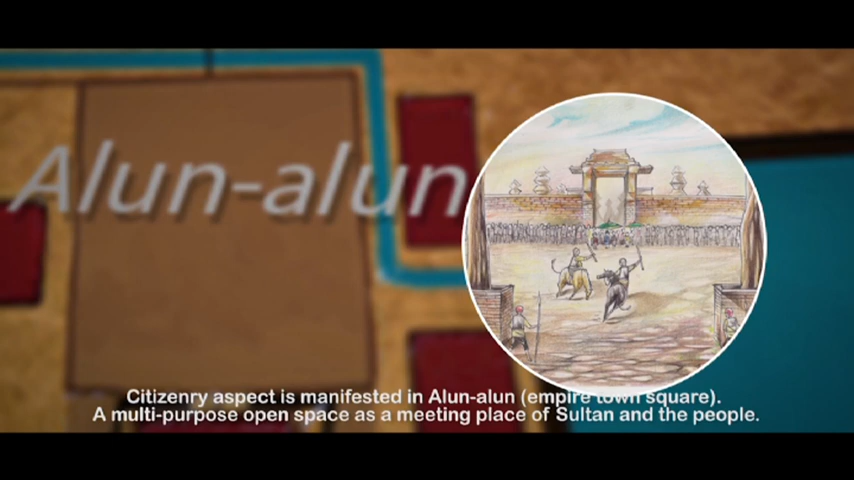 Alun-alun
Citizenry aspect is manifested in Alun-alun (empire town square).
A multi-purpose open space as a meeting place of Sultan and the people.